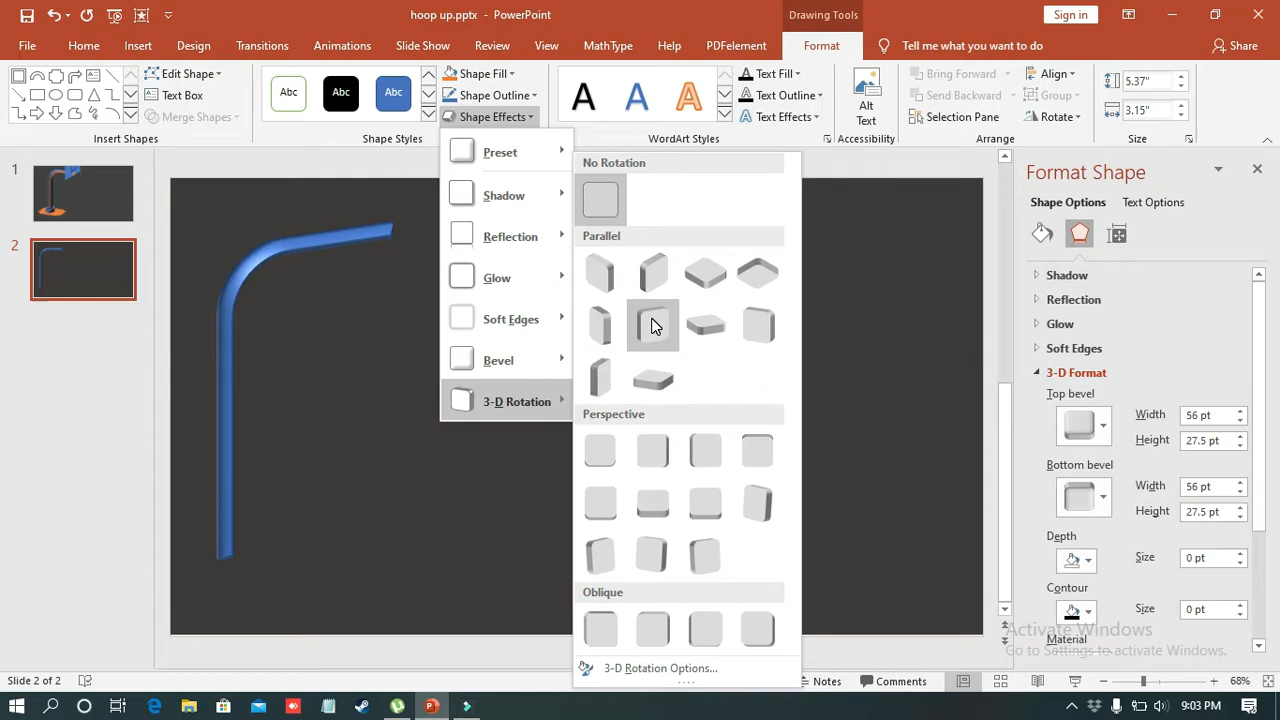 hoop up.pptx - PowerPoint
Drawing Tools
Sign in
File Home Insert Design Transitions Animations Slide Show Review View MathType Help PDFelement Format Tell me what you want to do Share
Edit Shape
Text Box
Merge Shapes
Insert Shapes
Abc Abc Abc
Shape Styles
Shape Fill
Shape Outline
Shape Effects
A A A
WordArt Styles
Text Fill
Text Outline
Text Effects
Alt
Text
Accessibility
Bring Forward
Send Backward
Selection Pane
Align
Group
Rotate
Arrange
5.37"
3.15"
Size
1
2
Preset
Shadow
Reflection
Glow
Soft Edges
Bevel
3-D Rotation
No Rotation
Parallel
Perspective
Oblique
3-D Rotation Options...
Format Shape
Shape Options Text Options
Shadow
Reflection
Glow
Soft Edges
3-D Format
Top bevel
Width 56 pt
Height 27.5 pt
Bottom bevel
Width 56 pt
Height 27.5 pt
Depth
Size 0 pt
Contour
Size 0 pt
Material
Activate Windows
Go to Settings to activate Windows.
Slide 2 of 2
Notes Comments 68%
9:03 PM